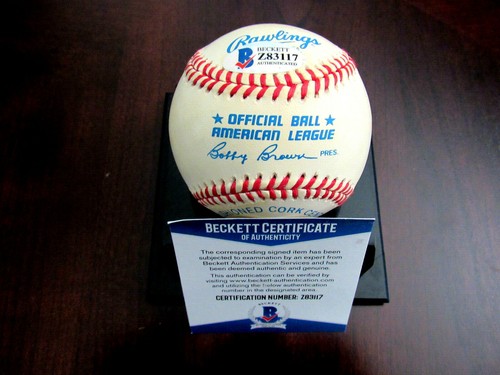 Rawlings
BECKETT
Z83117
AUTHENTICATED
OFFICIAL BALL
AMERICAN LEAGUE
Bobby Brown PRES.
CORK
BECKETT CERTIFICATE
OF AUTHENTICITY
The corresponding signed item has been
subjected to examination by an expert from
Beckett Authentication Services and has
been deemed authentic and genuine.
This authentication can be verified by
visiting www.beckett-authentication.com
and utilizing the below authentication
number in the designated area.
CERTIFICATION NUMBER: Z83117
BECKETT
B